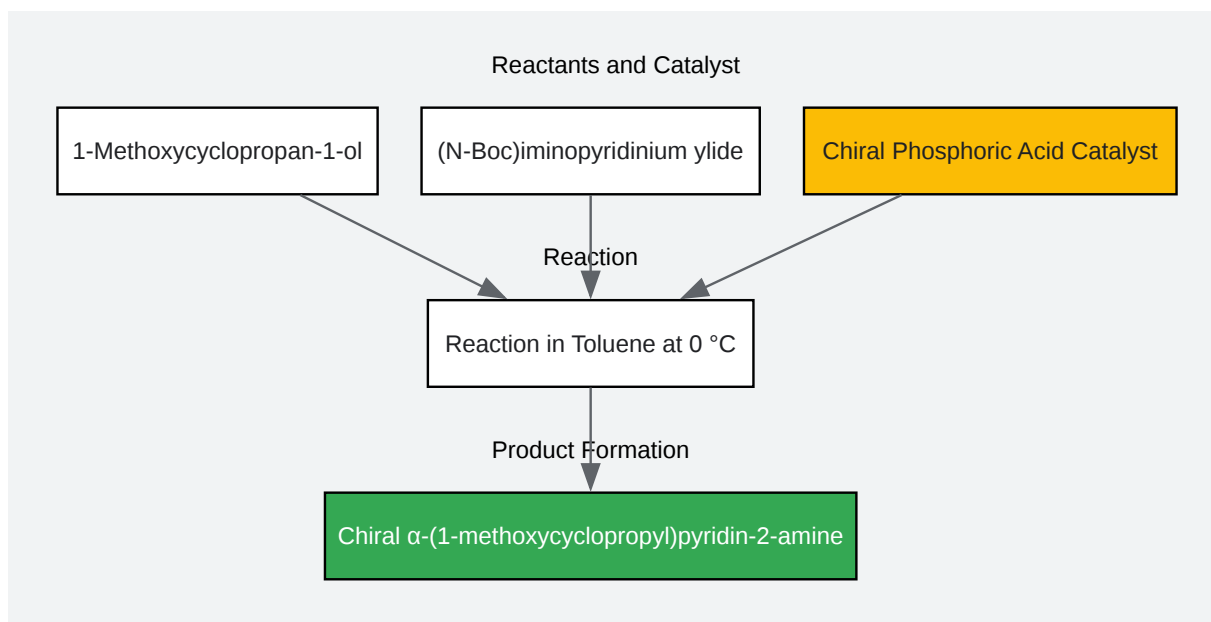 Reactants and Catalyst
1-Methoxycyclopropan-1-ol
(N-Boc)iminopyridinium ylide
Chiral Phosphoric Acid Catalyst
Reaction
Reaction in Toluene at 0 °C
Product Formation
Chiral α-(1-methoxycyclopropyl)pyridin-2-amine